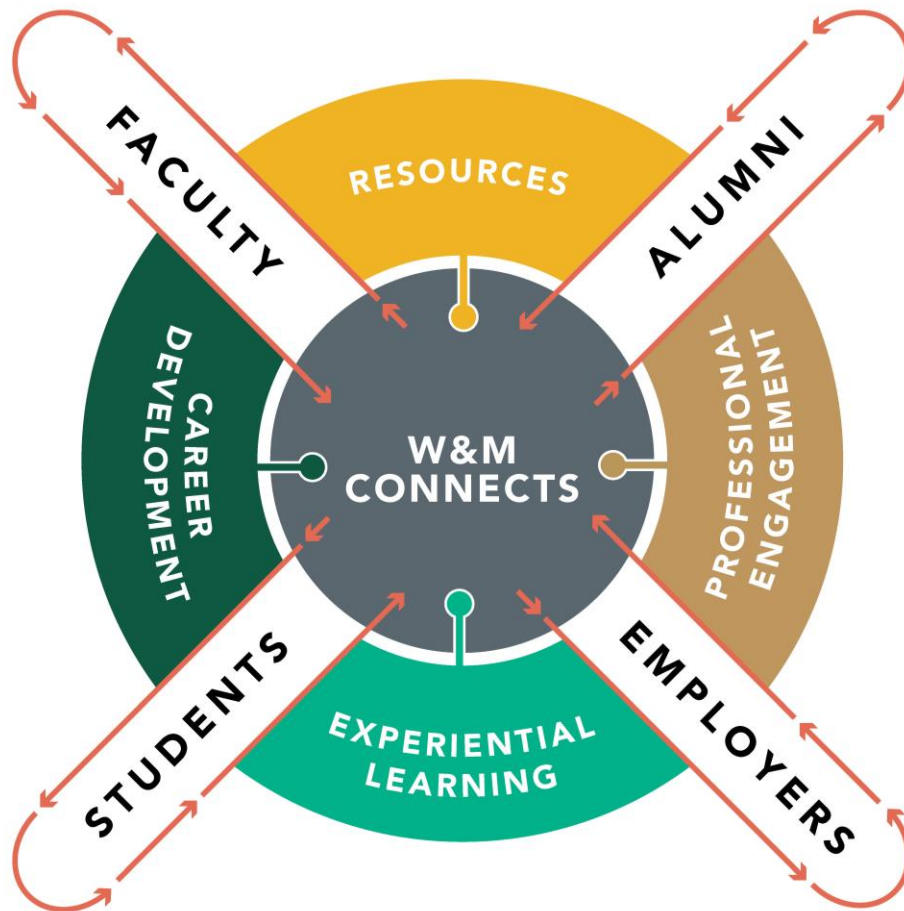 FACULTY
RESOURCES
ALUMNI
CAREER
DEVELOPMENT
W&M
CONNECTS
PROFESSIONAL
ENGAGEMENT
STUDENTS
EXPERIENTIAL
LEARNING
EMPLOYERS